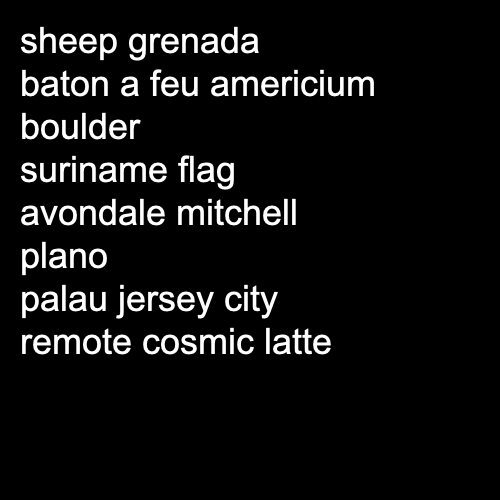 sheep grenada
baton a feu americium
boulder
suriname flag
avondale mitchell
plano
palau jersey city
remote cosmic latte